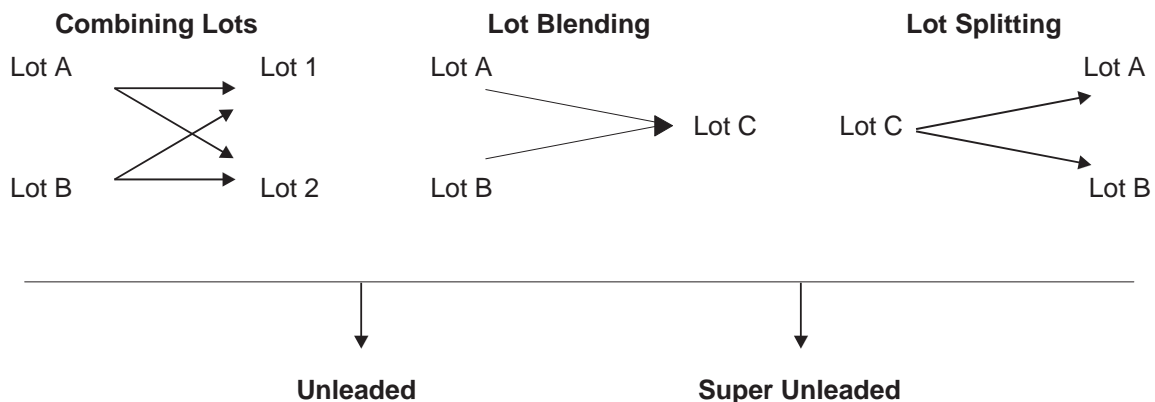 Combining Lots
Lot Blending
Lot Splitting
Lot A
Lot 1
Lot A
Lot A
Lot C
Lot C
Lot B
Lot 2
Lot B
Lot B
Unleaded
Super Unleaded